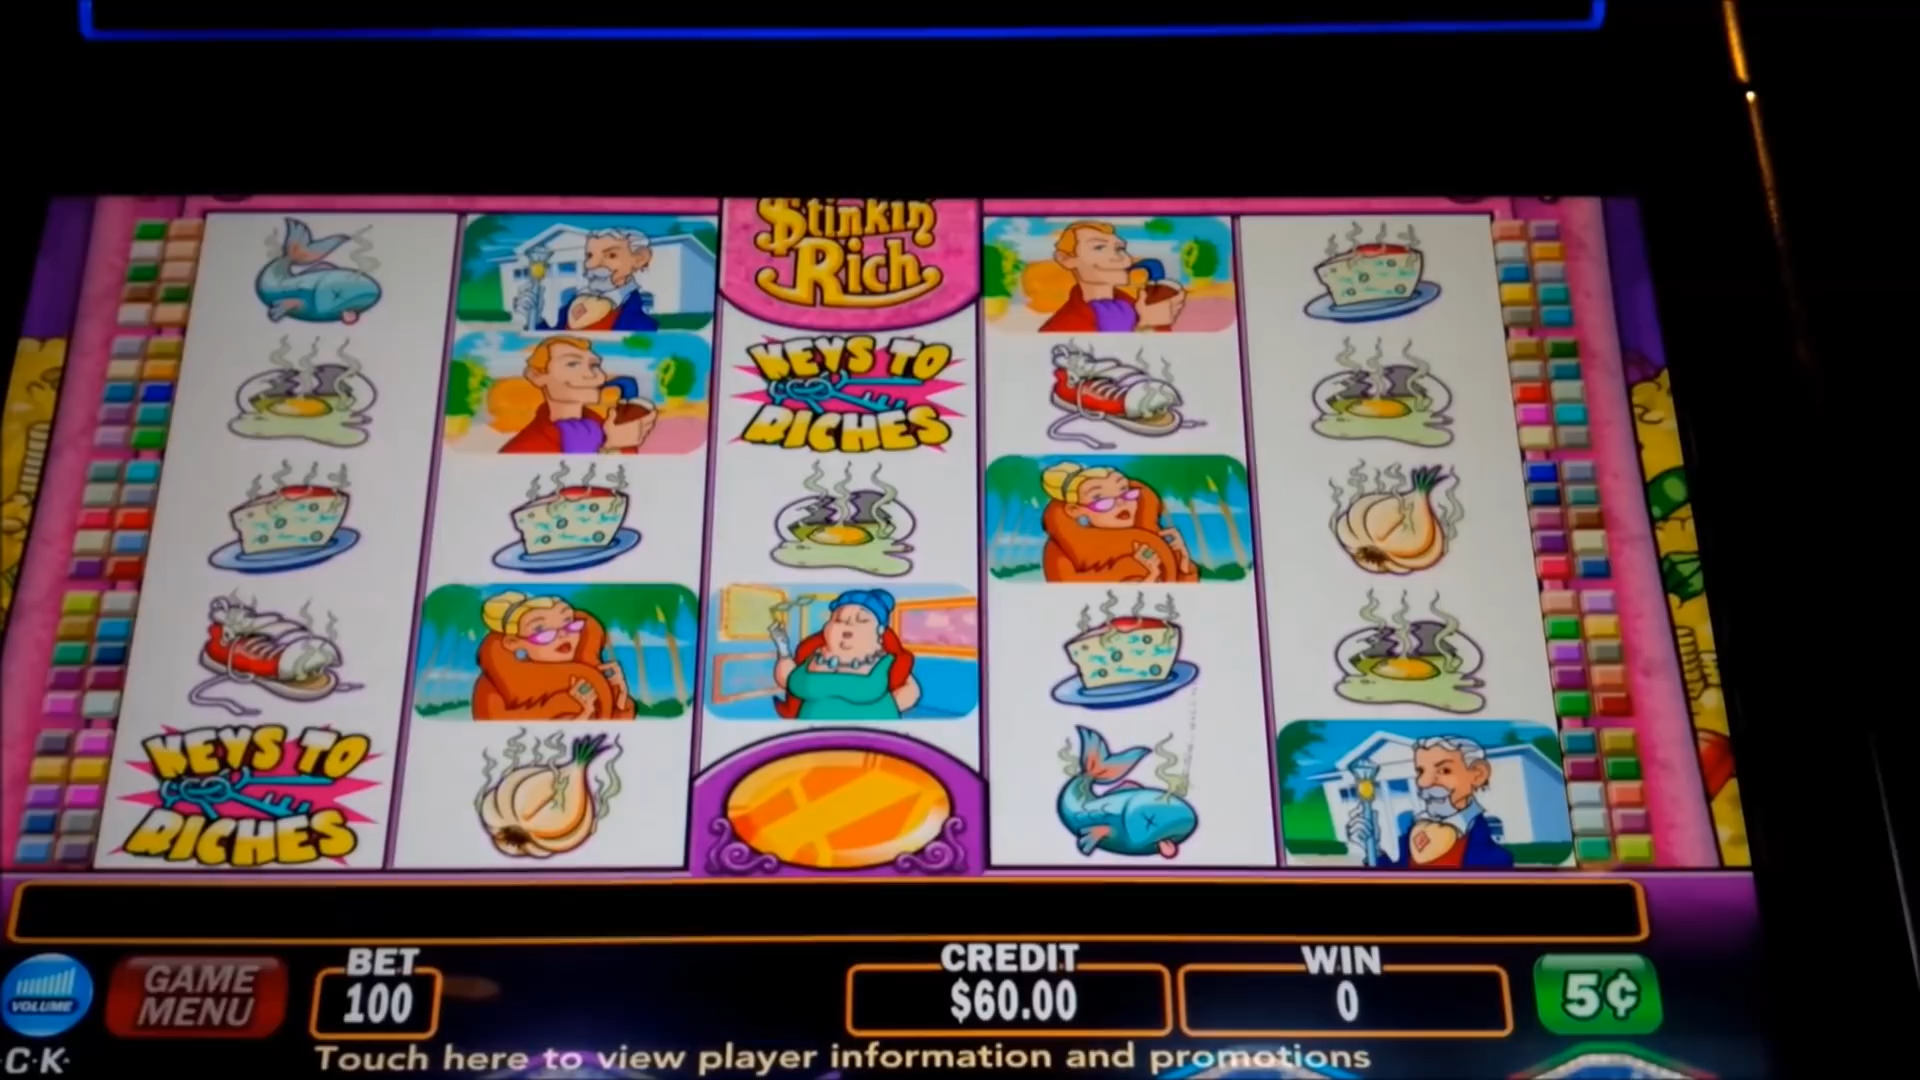 $tinkin'
Rich
KEYS TO
RICHES
KEYS TO
RICHES
BET
CREDIT
WIN
VOLUME
GAME
MENU
100
$60.00
0
5¢
C·K·
Touch here to view player information and promotions